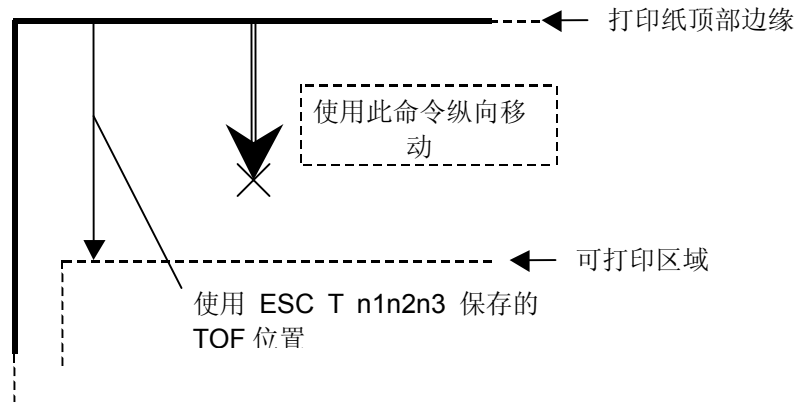 打印纸顶部边缘
使用此命令纵向移
动
可打印区域
使用 ESC T n1n2n3 保存的
TOF 位置